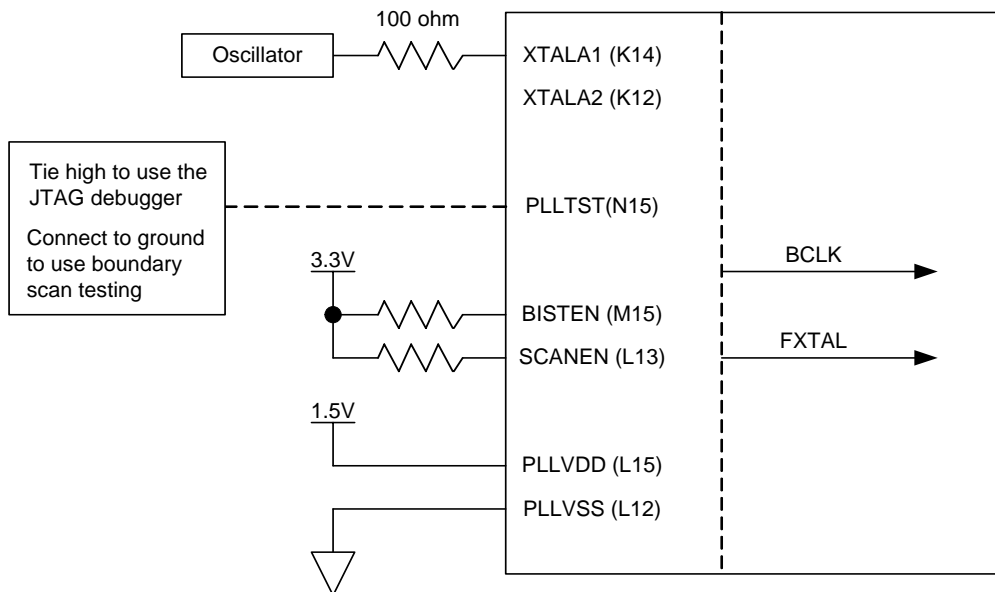 100 ohm
Oscillator
XTALA1 (K14)
XTALA2 (K12)
Tie high to use the
JTAG debugger
Connect to ground
to use boundary
scan testing
PLLTST(N15)
3.3V
BISTEN (M15)
SCANEN (L13)
BCLK
FXTAL
1.5V
PLLVDD (L15)
PLLVSS (L12)